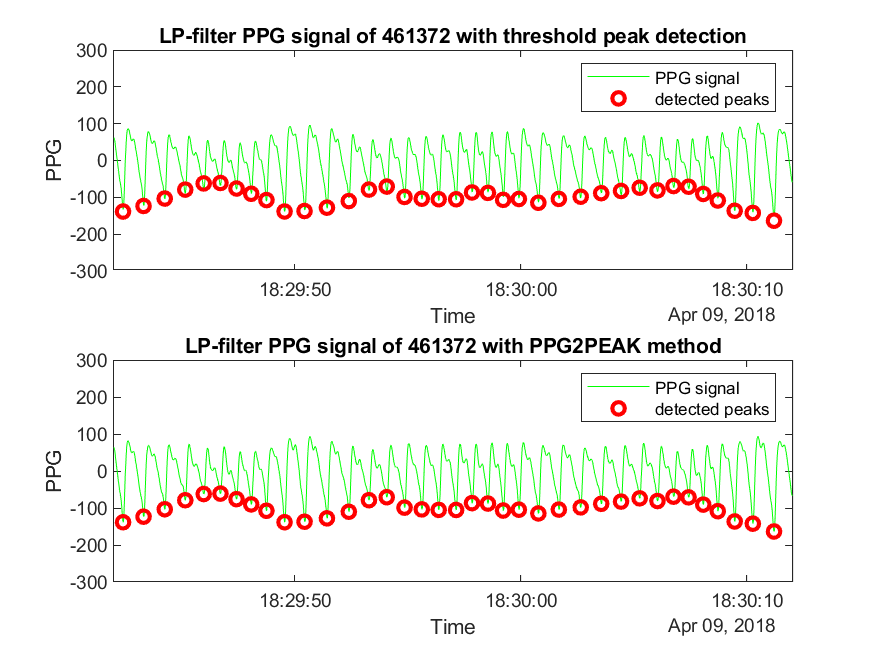 LP-filter PPG signal of 461372 with threshold peak detection
300
200
100
0
-100
-200
-300
PPG
PPG signal
detected peaks
18:29:50
18:30:00
18:30:10
Time
Apr 09, 2018
LP-filter PPG signal of 461372 with PPG2PEAK method
300
200
100
0
-100
-200
-300
PPG
PPG signal
detected peaks
18:29:50
18:30:00
18:30:10
Time
Apr 09, 2018